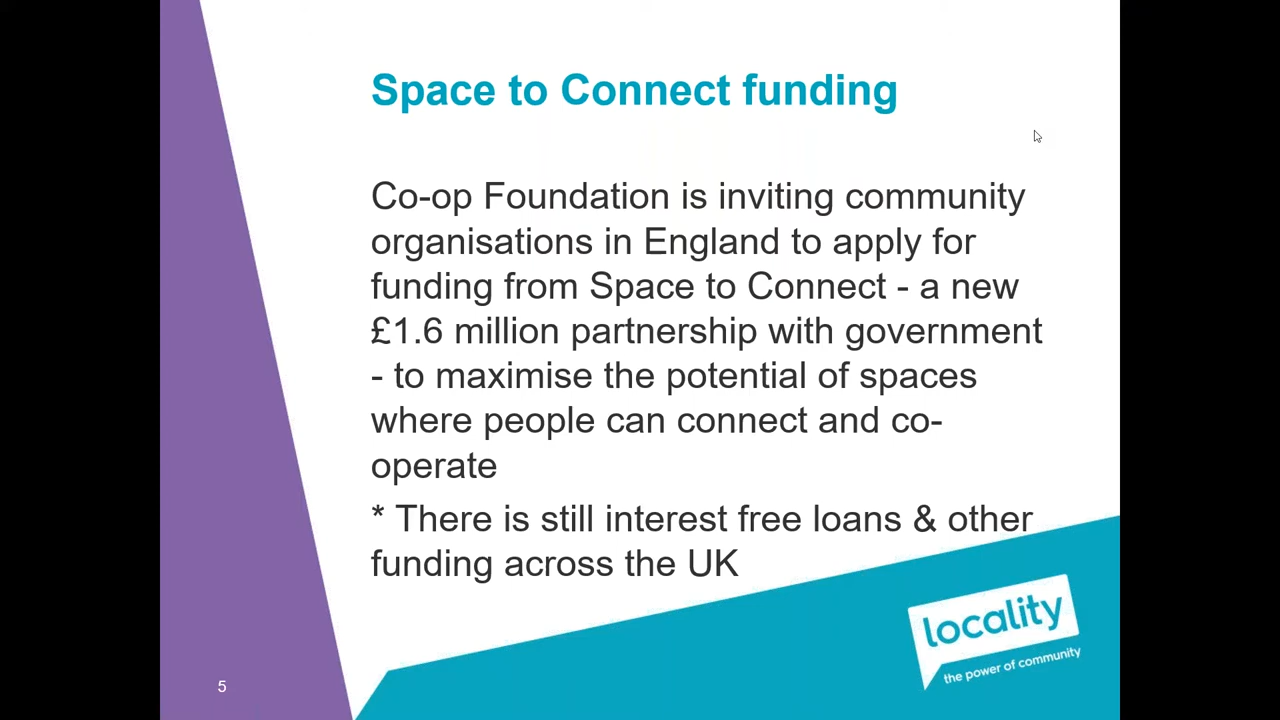 Space to Connect funding
Co-op Foundation is inviting community
organisations in England to apply for
funding from Space to Connect - a new
£1.6 million partnership with government
- to maximise the potential of spaces
where people can connect and co-
operate
* There is still interest free loans & other
funding across the UK
locality
the power of community
5